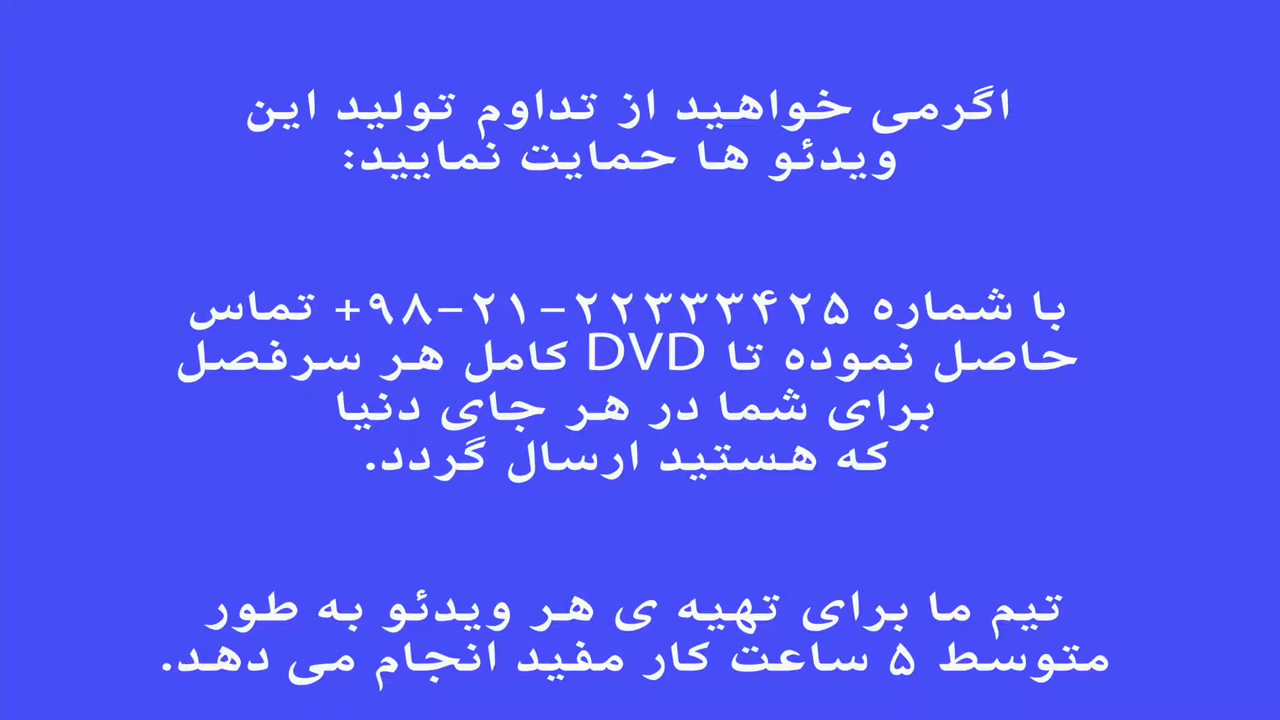 اگرمی خواهید از تداوم تولید این
ویدئو ها حمایت نمایید:
با شماره ۲۲۳۳۳۴۲۵-۲۱-۹۸+ تماس
حاصل نموده تا DVD کامل هر سرفصل
برای شما در هر جای دنیا
که هستید ارسال گردد.
تیم ما برای تهیه ی هر ویدئو به طور
متوسط ۵ ساعت کار مفید انجام می دهد.